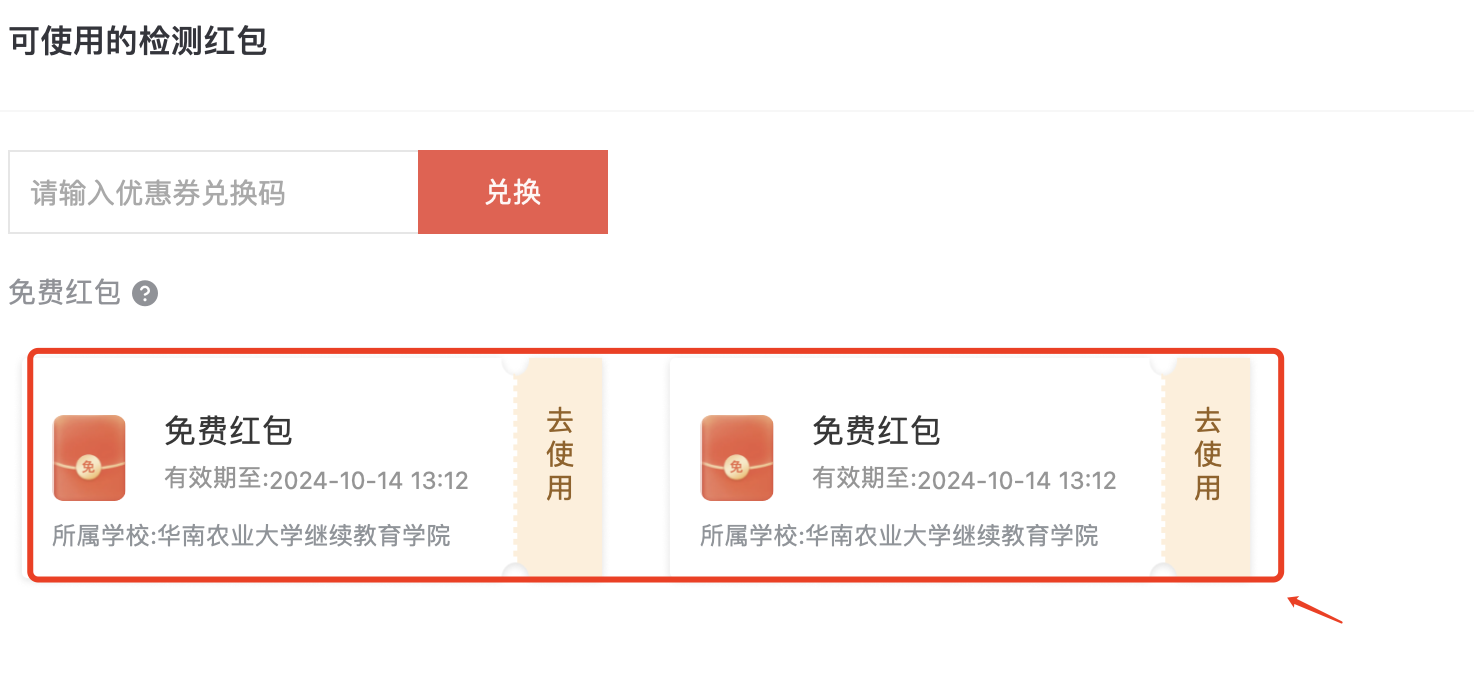 可使用的检测红包
请输入优惠券兑换码
兑换
免费红包 ?
免费红包
有效期至:2024-10-14 13:12
所属学校:华南农业大学继续教育学院
去使用
免
免费红包
有效期至:2024-10-14 13:12
所属学校:华南农业大学继续教育学院
去使用
免